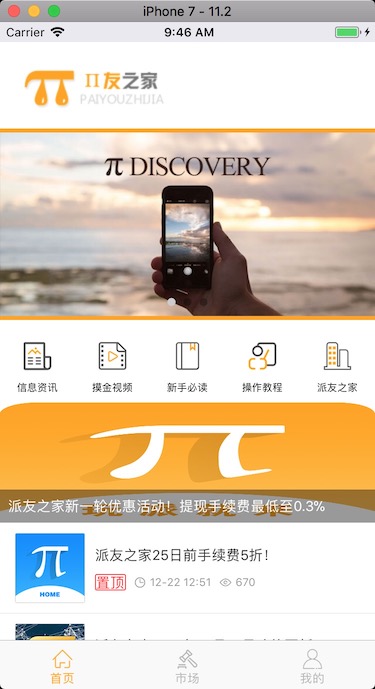 iPhone 7 - 11.2
Carrier 9:46 AM
π友之家
PAIYOUZHIJIA
π DISCOVERY
信息资讯 摸金视频 新手必读 操作教程 派友之家
派友之家新一轮优惠活动！提现手续费最低至0.3%
派友之家25日前手续费5折！
HOME
置顶 12-22 12:51 670
首页 市场 我的